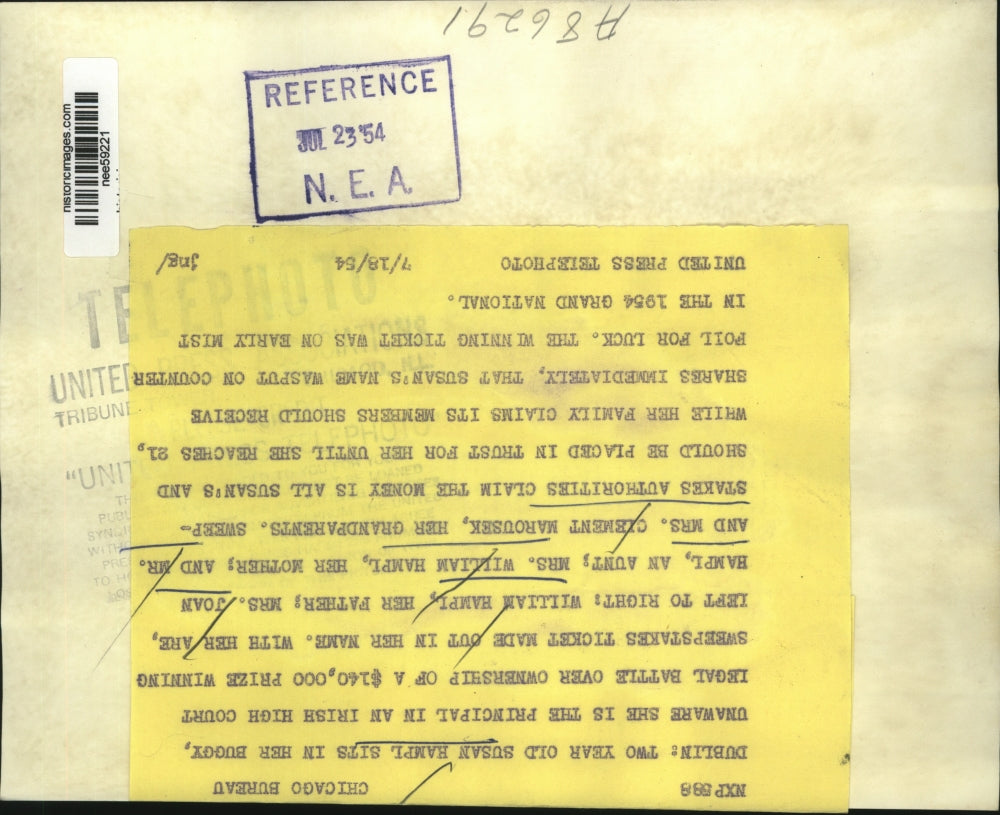 A86291
historicimages.com
nee59221
REFERENCE
JUL 23 '54
N. E. A.
NXP588 CHICAGO BUREAU
DUBLIN: TWO YEAR OLD SUSAN HAMPL SITS IN HER BUGGY,
UNAWARE SHE IS THE PRINCIPAL IN AN IRISH HIGH COURT
LEGAL BATTLE OVER OWNERSHIP OF A $140,000 PRIZE WINNING
SWEEPSTAKES TICKET MADE OUT IN HER NAME. WITH HER ARE,
LEFT TO RIGHT: WILLIAM HAMPL, HER FATHER; MRS. JOAN
HAMPL, AN AUNT; MRS. WILLIAM HAMPL, HER MOTHER; AND MR.
AND MRS. CLEMENT MAROUSEK, HER GRANDPARENTS. SWEEP-
STAKES AUTHORITIES CLAIM THE MONEY IS ALL SUSAN'S AND
SHOULD BE PLACED IN TRUST FOR HER UNTIL SHE REACHES 21,
WHILE HER FAMILY CLAIMS ITS MEMBERS SHOULD RECEIVE
SHARES IMMEDIATELY, THAT SUSAN'S NAME WASPUT ON COUNTER
FOIL FOR LUCK. THE WINNING TICKET WAS ON EARLY MIST
IN THE 1954 GRAND NATIONAL.
UNITED PRESS TELEPHOTO 7/18/54 jng/
TELEPHOTO
UNITED
TRIBUNE
"UNIT